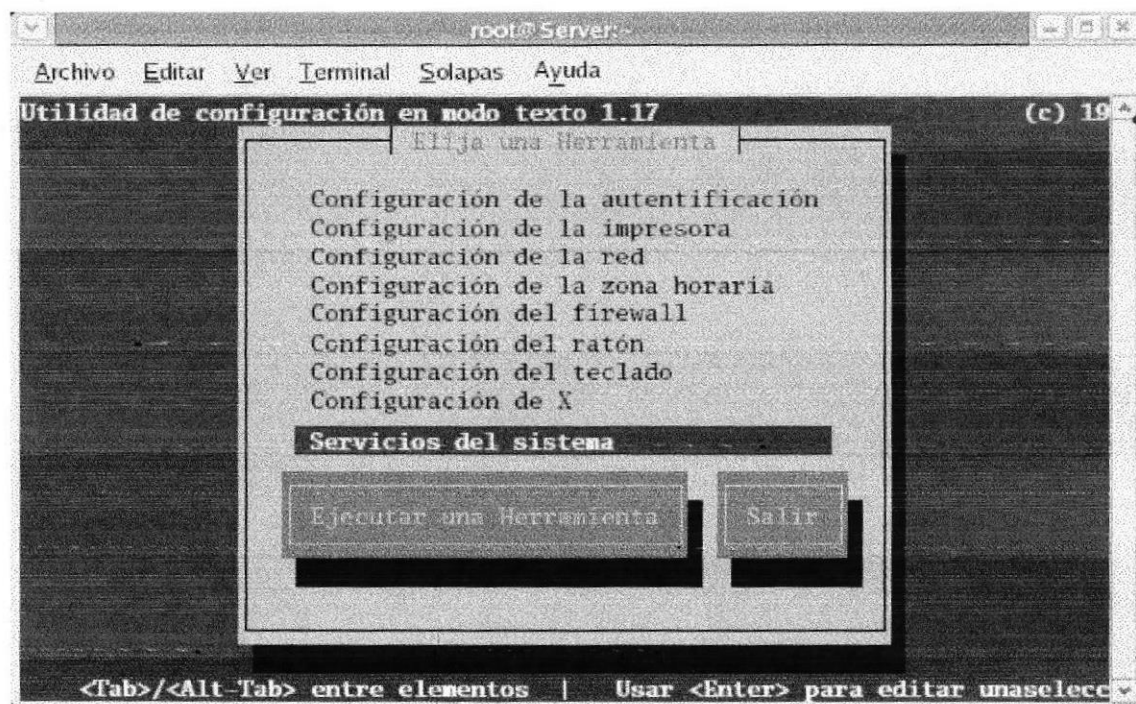 root@Server:~
Archivo Editar Ver Terminal Solapas Ayuda
Utilidad de configuración en modo texto 1.17 (c) 19
Elija una Herramienta
Configuración de la autentificación
Configuración de la impresora
Configuración de la red
Configuración de la zona horaria
Configuración del firewall
Configuración del ratón
Configuración del teclado
Configuración de X
Servicios del sistema
Ejecutar una Herramienta Salir
<Tab>/<Alt-Tab> entre elementos | Usar <Enter> para editar unaselecc